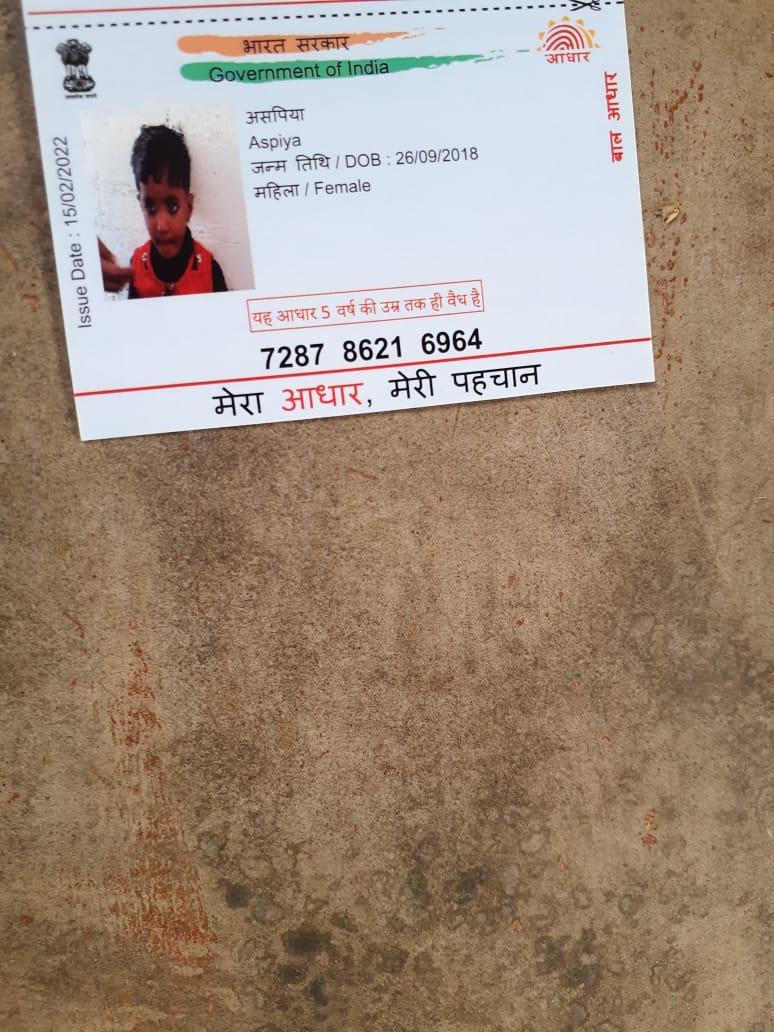 भारत सरकार
Government of India
आधार
बाल आधार
Issue Date : 15/02/2022
असपिया
Aspiya
जन्म तिथि / DOB : 26/09/2018
महिला / Female
यह आधार 5 वर्ष की उम्र तक ही वैध है
7287 8621 6964
मेरा आधार, मेरी पहचान